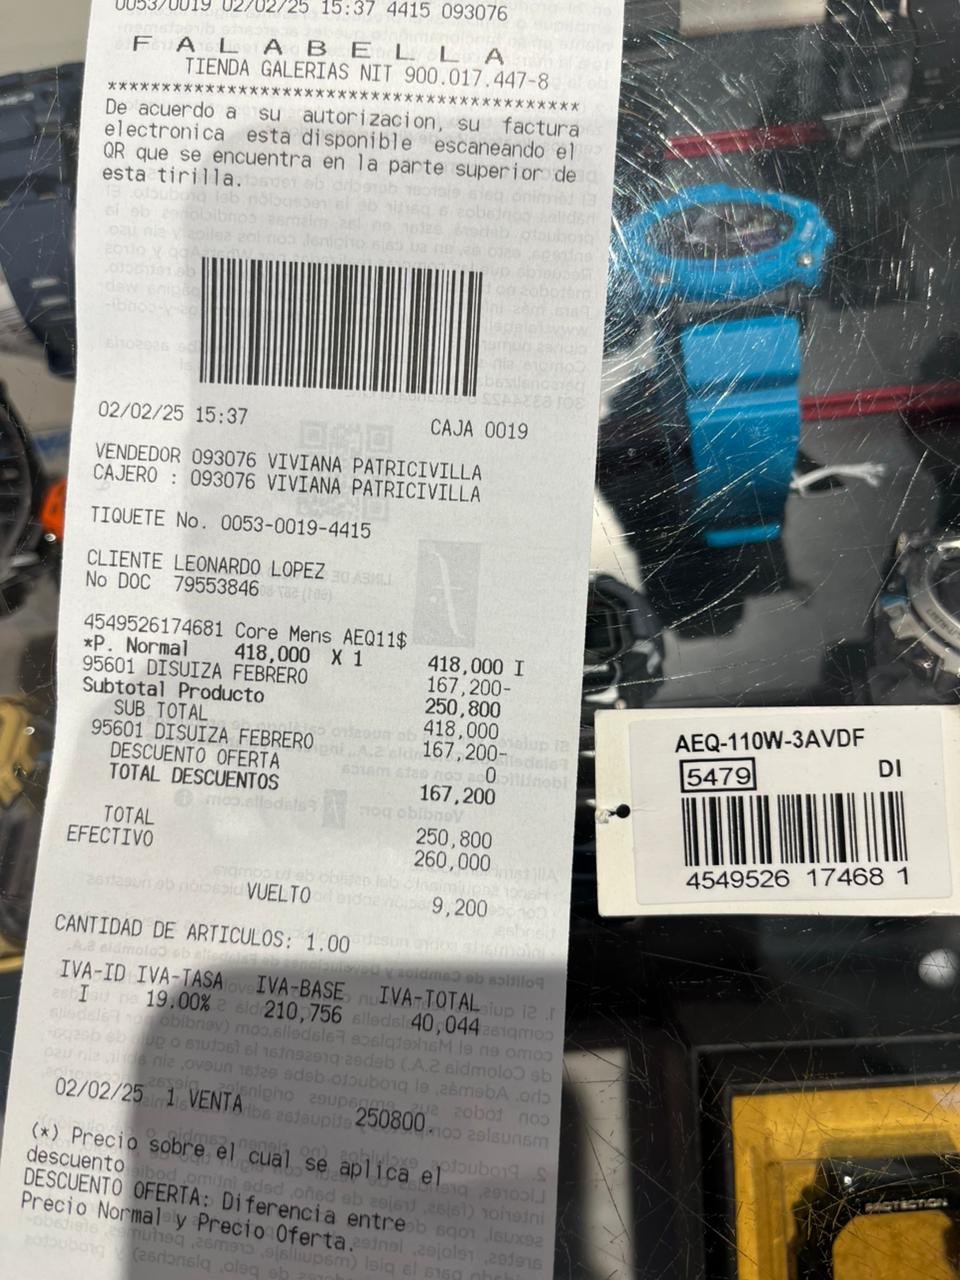 0053/0019 02/02/25 15:37 4415 093076
FALABELLA
TIENDA GALERIAS NIT 900.017.447-8
********************************************
De acuerdo a su autorizacion, su factura
electronica esta disponible escaneando el
QR que se encuentra en la parte superior de
esta tirilla.
02/02/25 15:37 CAJA 0019
VENDEDOR 093076 VIVIANA PATRICIVILLA
CAJERO : 093076 VIVIANA PATRICIVILLA
TIQUETE No. 0053-0019-4415
CLIENTE LEONARDO LOPEZ
No DOC 79553846
4549526174681 Core Mens AEQ11$
*P. Normal 418,000 X 1 418,000 I
95601 DISUIZA FEBRERO 167,200-
Subtotal Producto 250,800
SUB TOTAL 418,000
95601 DISUIZA FEBRERO 167,200-
DESCUENTO OFERTA 0
TOTAL DESCUENTOS 167,200
TOTAL 250,800
EFECTIVO 260,000
VUELTO 9,200
CANTIDAD DE ARTICULOS: 1.00
IVA-ID IVA-TASA IVA-BASE IVA-TOTAL
I 19.00% 210,756 40,044
02/02/25 1 VENTA 250800.
(*) Precio sobre el cual se aplica el
descuento
DESCUENTO OFERTA: Diferencia entre
Precio Normal y Precio Oferta.
AEQ-110W-3AVDF
5479 DI
4549526 17468 1
PROTECTION